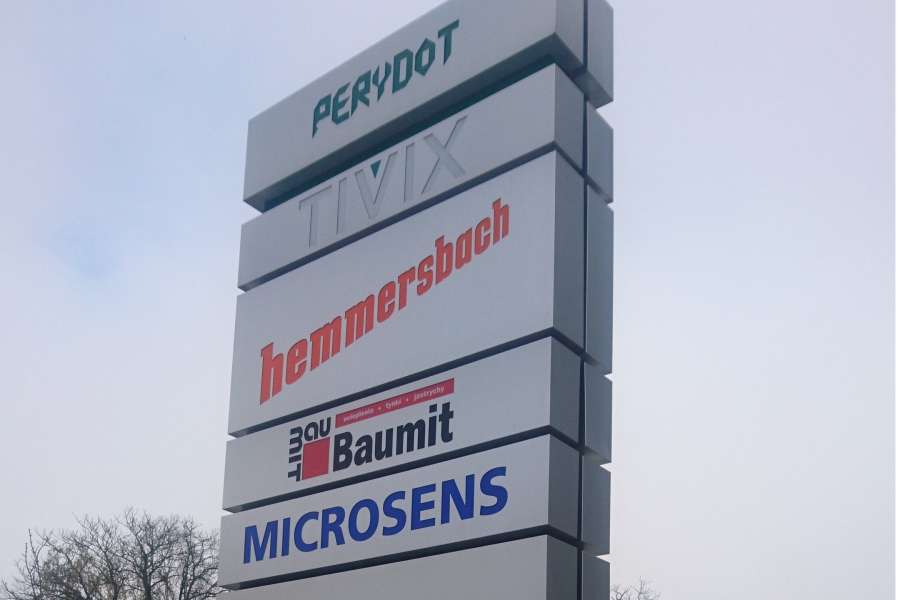 PERYDOT
TIVIX
hemmersbach
bau
MIT
ocieplenia • tynki • jastrychy
Baumit
MICROSENS